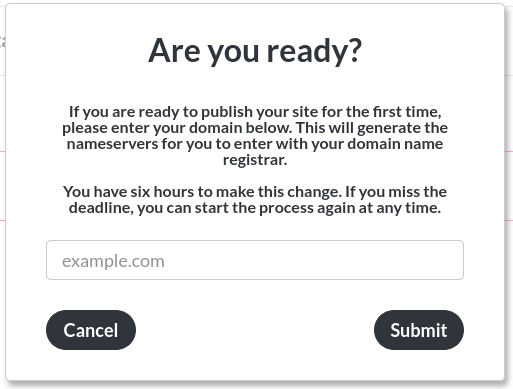 Are you ready?
If you are ready to publish your site for the first time,
please enter your domain below. This will generate the
nameservers for you to enter with your domain name
registrar.
You have six hours to make this change. If you miss the
deadline, you can start the process again at any time.
example.com
Cancel
Submit